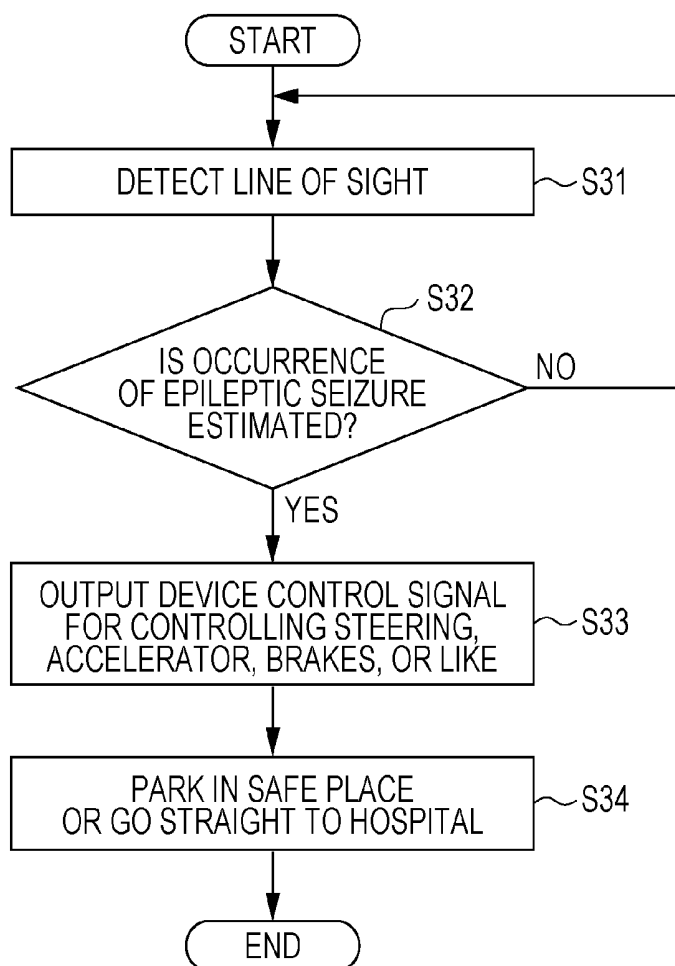 START
DETECT LINE OF SIGHT
S31
S32
IS OCCURRENCE
OF EPILEPTIC SEIZURE
ESTIMATED?
NO
YES
OUTPUT DEVICE CONTROL SIGNAL
FOR CONTROLLING STEERING,
ACCELERATOR, BRAKES, OR LIKE
S33
PARK IN SAFE PLACE
OR GO STRAIGHT TO HOSPITAL
S34
END